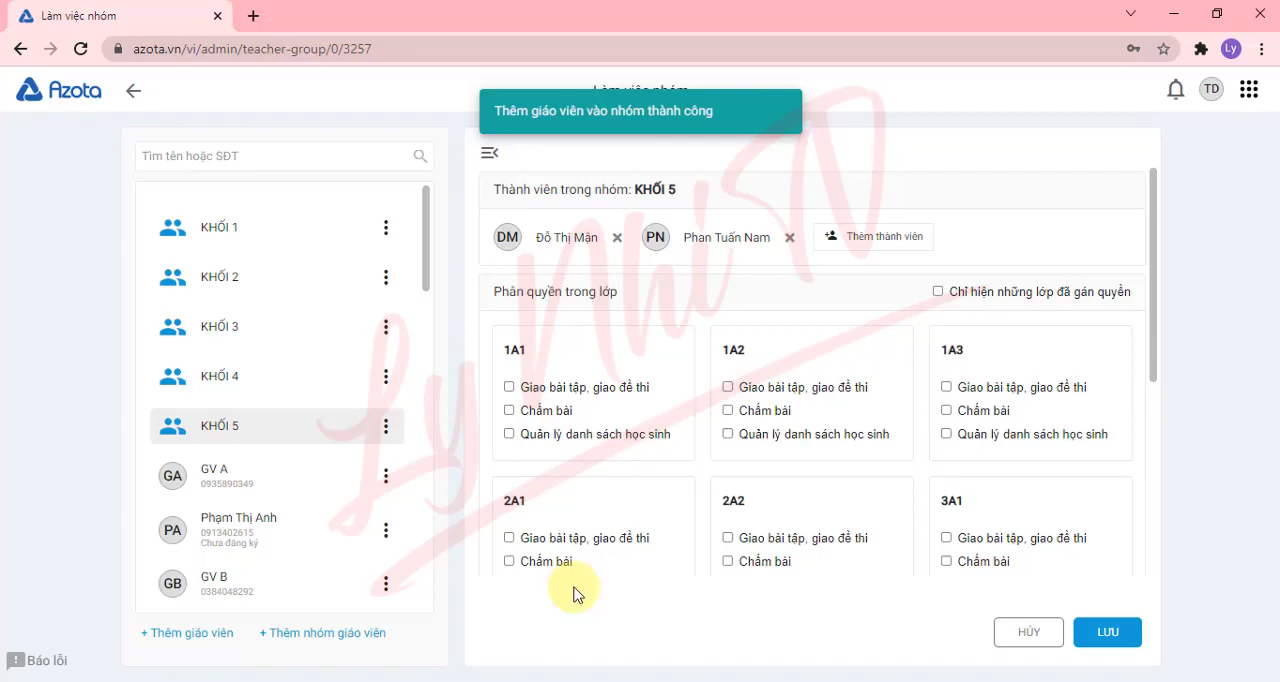 Làm việc nhóm
azota.vn/vi/admin/teacher-group/0/3257
Ly
Azota
Làm việc nhóm
TD
Thêm giáo viên vào nhóm thành công
Tìm tên hoặc SĐT
KHỐI 1
KHỐI 2
KHỐI 3
KHỐI 4
KHỐI 5
GA
GV A
0935890349
PA
Phạm Thị Anh
0913402615
Chưa đăng ký
GB
GV B
0384048292
+ Thêm giáo viên
+ Thêm nhóm giáo viên
Báo lỗi
Thành viên trong nhóm: KHỐI 5
DM
Đỗ Thị Mận
PN
Phan Tuấn Nam
Thêm thành viên
Phân quyền trong lớp
Chỉ hiện những lớp đã gán quyền
1A1
Giao bài tập, giao đề thi
Chấm bài
Quản lý danh sách học sinh
1A2
Giao bài tập, giao đề thi
Chấm bài
Quản lý danh sách học sinh
1A3
Giao bài tập, giao đề thi
Chấm bài
Quản lý danh sách học sinh
2A1
Giao bài tập, giao đề thi
Chấm bài
2A2
Giao bài tập, giao đề thi
Chấm bài
3A1
Giao bài tập, giao đề thi
Chấm bài
HỦY
LƯU